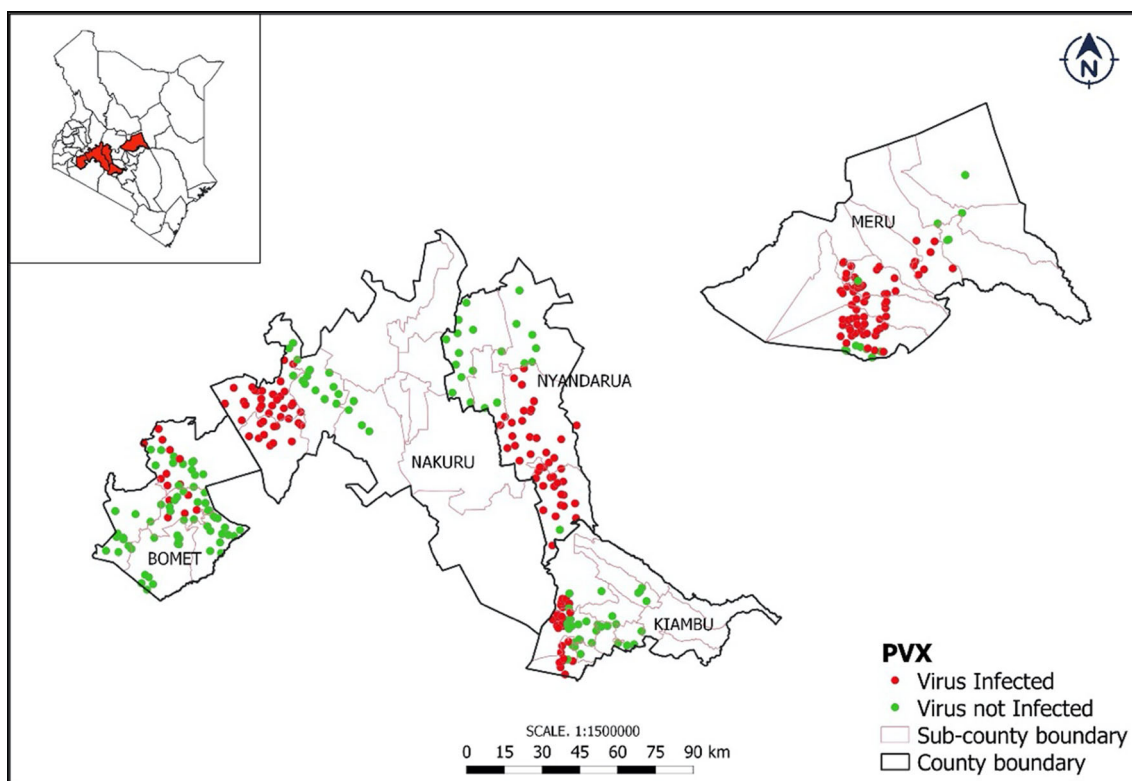 N
MERU
NYANDARUA
NAKURU
BOMET
KIAMBU
PVX
Virus Infected
Virus not Infected
Sub-county boundary
County boundary
SCALE. 1:1500000
0 15 30 45 60 75 90 km